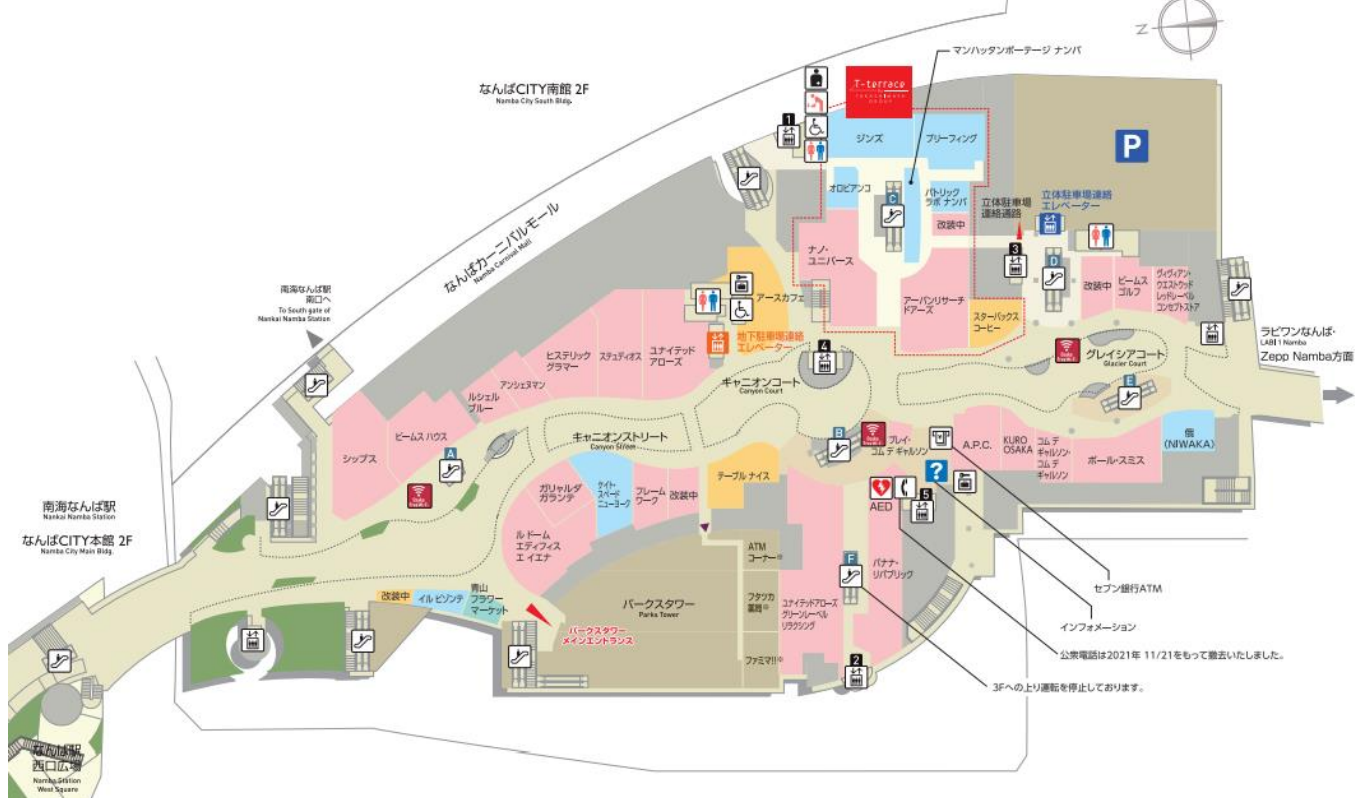 N
マンハッタンポーテージ ナンバ
なんばCITY南館 2F
Namba City South Bldg.
T-terrace
1
ジンズ
ブリーフィング
P
オロビアンコ
C
パトリック
ラボ ナンバ
改装中
立体駐車場
連絡通路
立体駐車場連絡
エレベーター
なんばカーニバルモール
Namba Carnival Mall
ナノ・
ユニバース
3
D
南海なんば駅
南口へ
To South gate of
Nankai Namba Station
アースカフェ
アーバンリサーチ
ドアーズ
スターバックス
コーヒー
改装中
ビームス
ゴルフ
ヴィヴィアン・
ウエストウッド
レッドレーベル
コンセプトストア
地下駐車場連絡
エレベーター
ラビワンなんば・
LABI 1 Namba
Zepp Namba方面
グレイシアコート
Glacier Court
4
ユナイテッド
アローズ
ステュディオス
ヒステリック
グラマー
アンシェヌマン
ルシェル
ブルー
キャニオンコート
Canyon Court
E
ビームス ハウス
シップス
A
キャニオンストリート
Canyon Street
B
プレイ・
コム デ ギャルソン
A.P.C.
KURO
OSAKA
コム デ
ギャルソン・
コム デ
ギャルソン
ポール・スミス
俄
(NIWAKA)
テーブル ナイス
ガリャルダ
ガランテ
ケイト
スペード
ニューヨーク
フレーム
ワーク
改装中
?
AED
5
南海なんば駅
Nankai Namba Station
なんばCITY本館 2F
Namba City Main Bldg.
ル ドーム
エディフィス
エ イエナ
ATM
コーナー※
F
バナナ・
リパブリック
セブン銀行ATM
改装中
イル ビゾンテ
青山
フラワー
マーケット
パークスタワー
Parks Tower
フタツカ
薬局※
ユナイテッドアローズ
グリーンレーベル
リラクシング
インフォメーション
パークスタワー
メインエントランス
ファミマ!!※
2
公衆電話は2021年 11/21をもって撤去いたしました。
3Fへの上り運転を停止しております。
なんば駅
西口広場
Namba Station
West Square